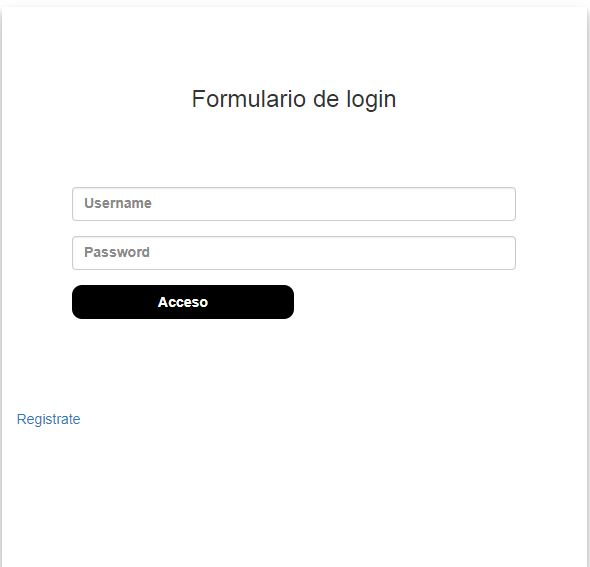 Formulario de login
Username
Password
Acceso
Registrate